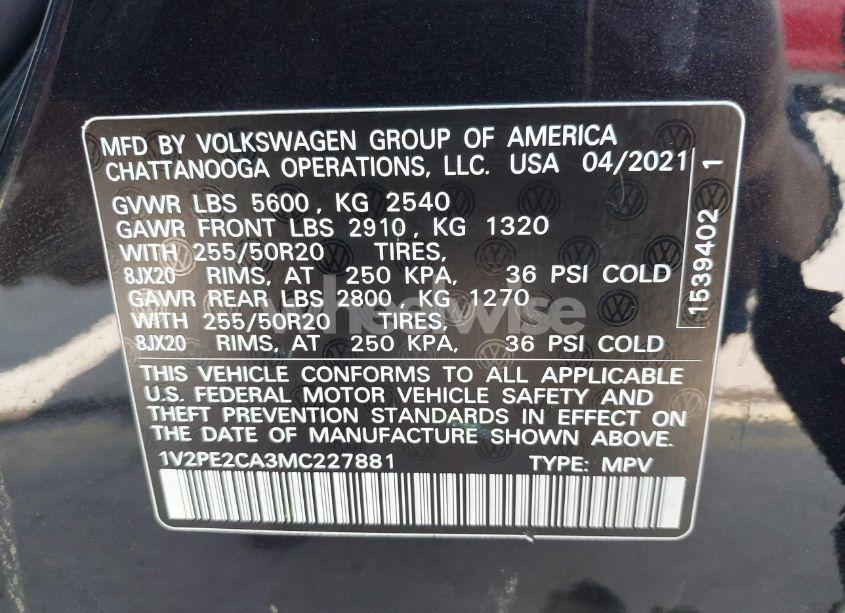 MFD BY VOLKSWAGEN GROUP OF AMERICA
CHATTANOOGA OPERATIONS, LLC. USA 04/2021
GVWR LBS 5600, KG 2540
GAWR FRONT LBS 2910, KG 1320
WITH 255/50R20 TIRES,
8JX20 RIMS, AT 250 KPA, 36 PSI COLD
GAWR REAR LBS 2800, KG 1270
WITH 255/50R20 TIRES,
8JX20 RIMS, AT 250 KPA, 36 PSI COLD
1539402 1
THIS VEHICLE CONFORMS TO ALL APPLICABLE
U.S. FEDERAL MOTOR VEHICLE SAFETY AND
THEFT PREVENTION STANDARDS IN EFFECT ON
THE DATE OF MANUFACTURE SHOWN ABOVE.
1V2PE2CA3MC227881 TYPE: MPV
wheelwise